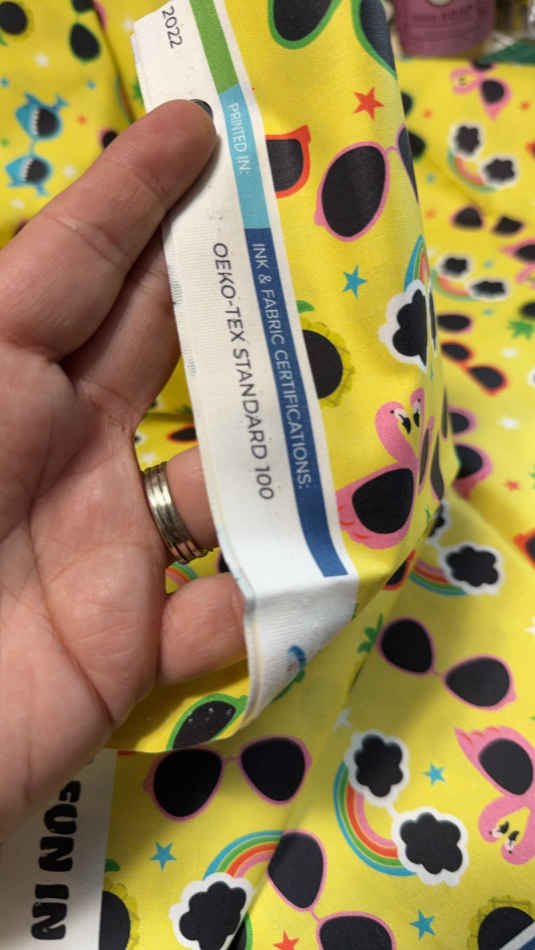 2022
PRINTED IN:
INK & FABRIC CERTIFICATIONS:
OEKO-TEX STANDARD 100
FUN IN